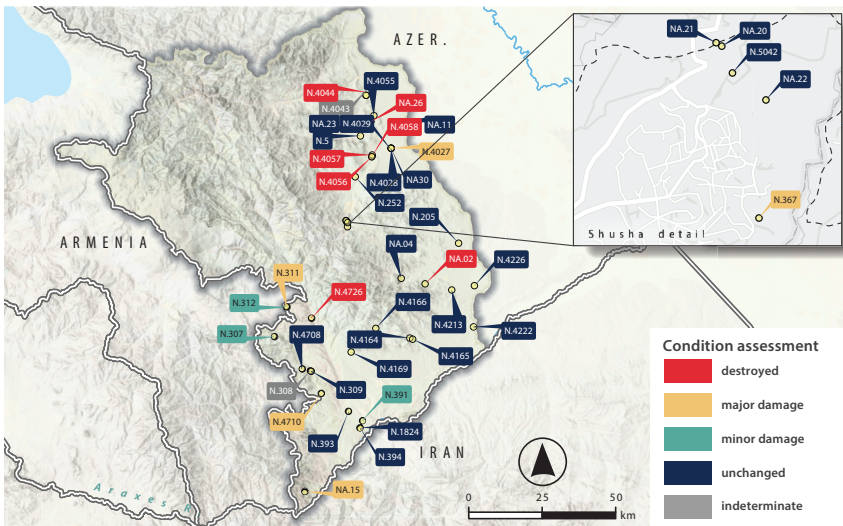 AZER.
N.4055
N.4044
N.4043
NA.26
NA.23
N.4029
N.4058
NA.11
N.5
N.4027
N.4057
N.4056
N.4028
NA30
N.252
N.205
ARMENIA
NA.04
NA.02
N.4226
N.311
N.312
N.4726
N.4166
N.307
N.4708
N.4164
N.4213
N.4222
N.4165
N.4169
N.309
N.308
N.391
N.4710
N.393
N.1824
N.394
IRAN
NA.15
Araxes R.
NA.21
NA.20
N.5042
NA.22
N.367
Shusha detail
Condition assessment
destroyed
major damage
minor damage
unchanged
indeterminate
0 25 50
km